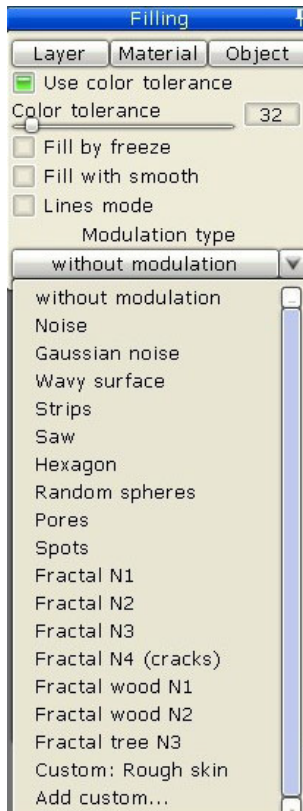 Filling
Layer Material Object
Use color tolerance
Color tolerance 32
Fill by freeze
Fill with smooth
Lines mode
Modulation type
without modulation
without modulation
Noise
Gaussian noise
Wavy surface
Strips
Saw
Hexagon
Random spheres
Pores
Spots
Fractal N1
Fractal N2
Fractal N3
Fractal N4 (cracks)
Fractal wood N1
Fractal wood N2
Fractal tree N3
Custom: Rough skin
Add custom...